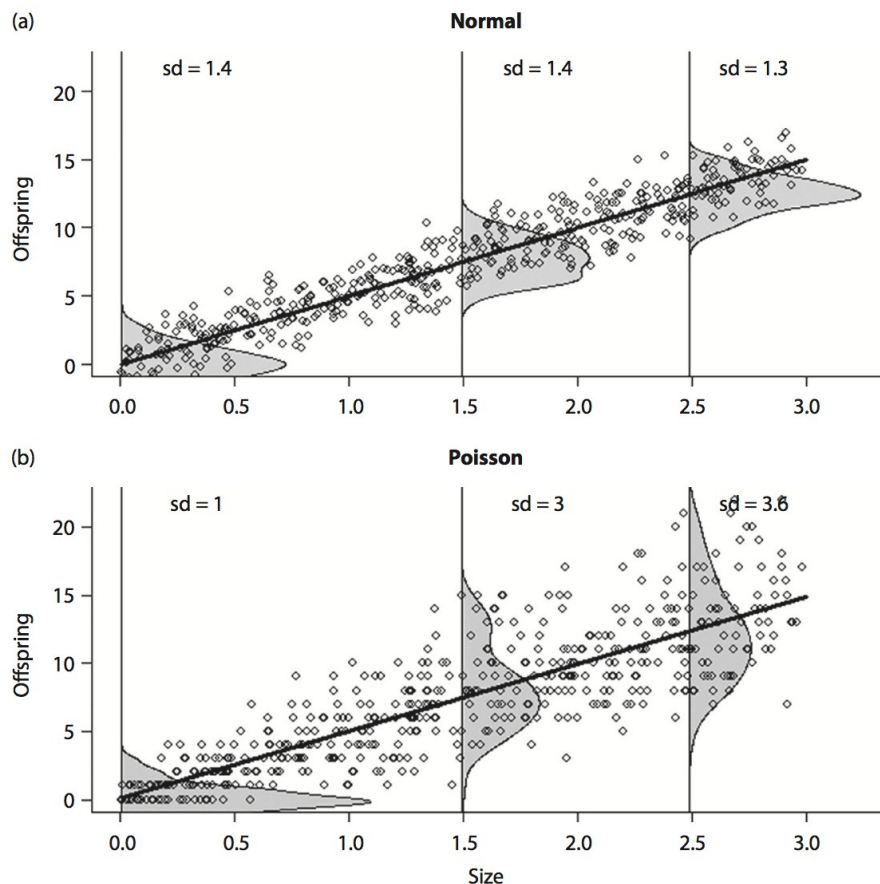 (a)
Normal
sd = 1.4
sd = 1.4
sd = 1.3
20
15
10
5
0
Offspring
0.0 0.5 1.0 1.5 2.0 2.5 3.0
(b)
Poisson
sd = 1
sd = 3
sd = 3.6
20
15
10
5
0
Offspring
0.0 0.5 1.0 1.5 2.0 2.5 3.0
Size